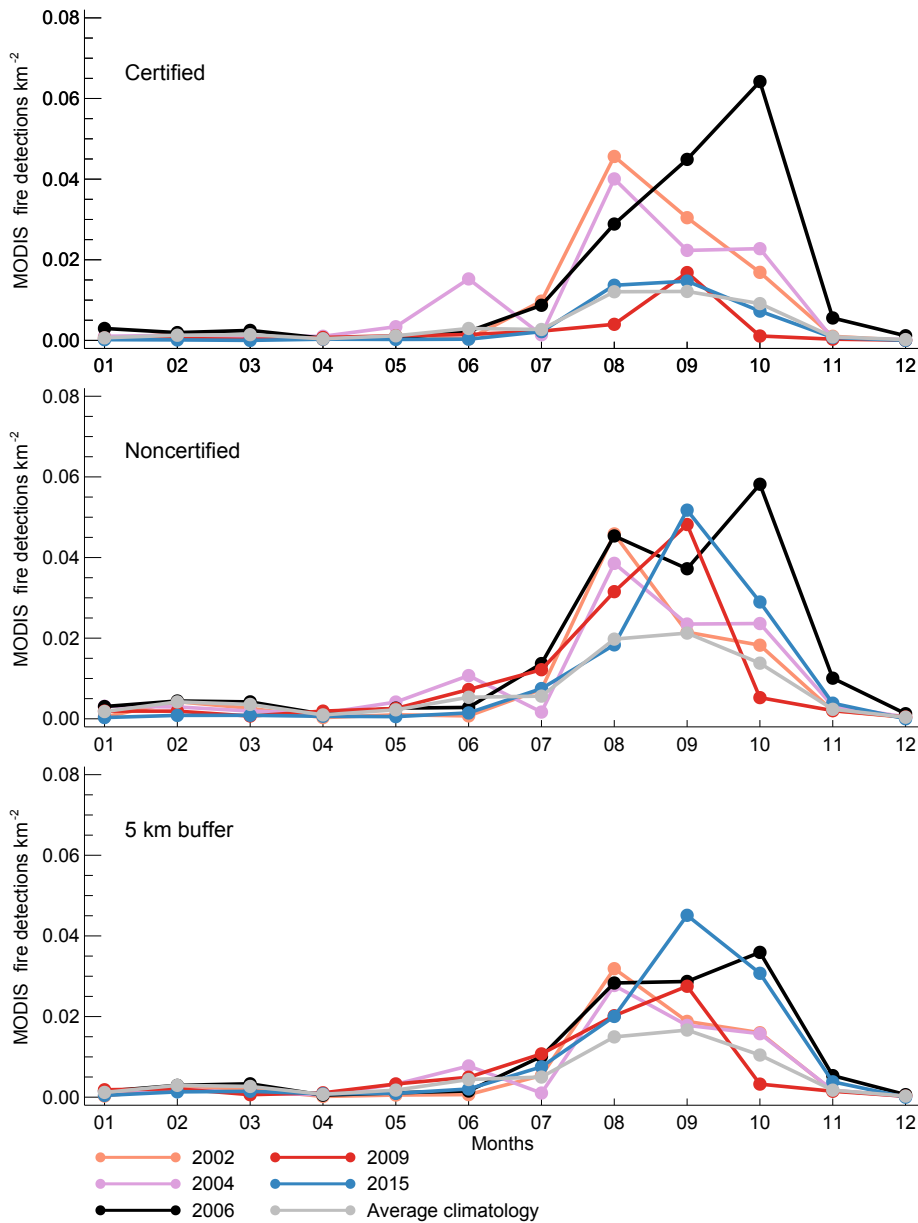 0.08
Certified
0.06
0.04
0.02
0.00
MODIS fire detections km-2
01 02 03 04 05 06 07 08 09 10 11 12
0.08
Noncertified
0.06
0.04
0.02
0.00
MODIS fire detections km-2
01 02 03 04 05 06 07 08 09 10 11 12
0.08
5 km buffer
0.06
0.04
0.02
0.00
MODIS fire detections km-2
01 02 03 04 05 06 07 08 09 10 11 12
Months
2002 2009
2004 2015
2006 Average climatology